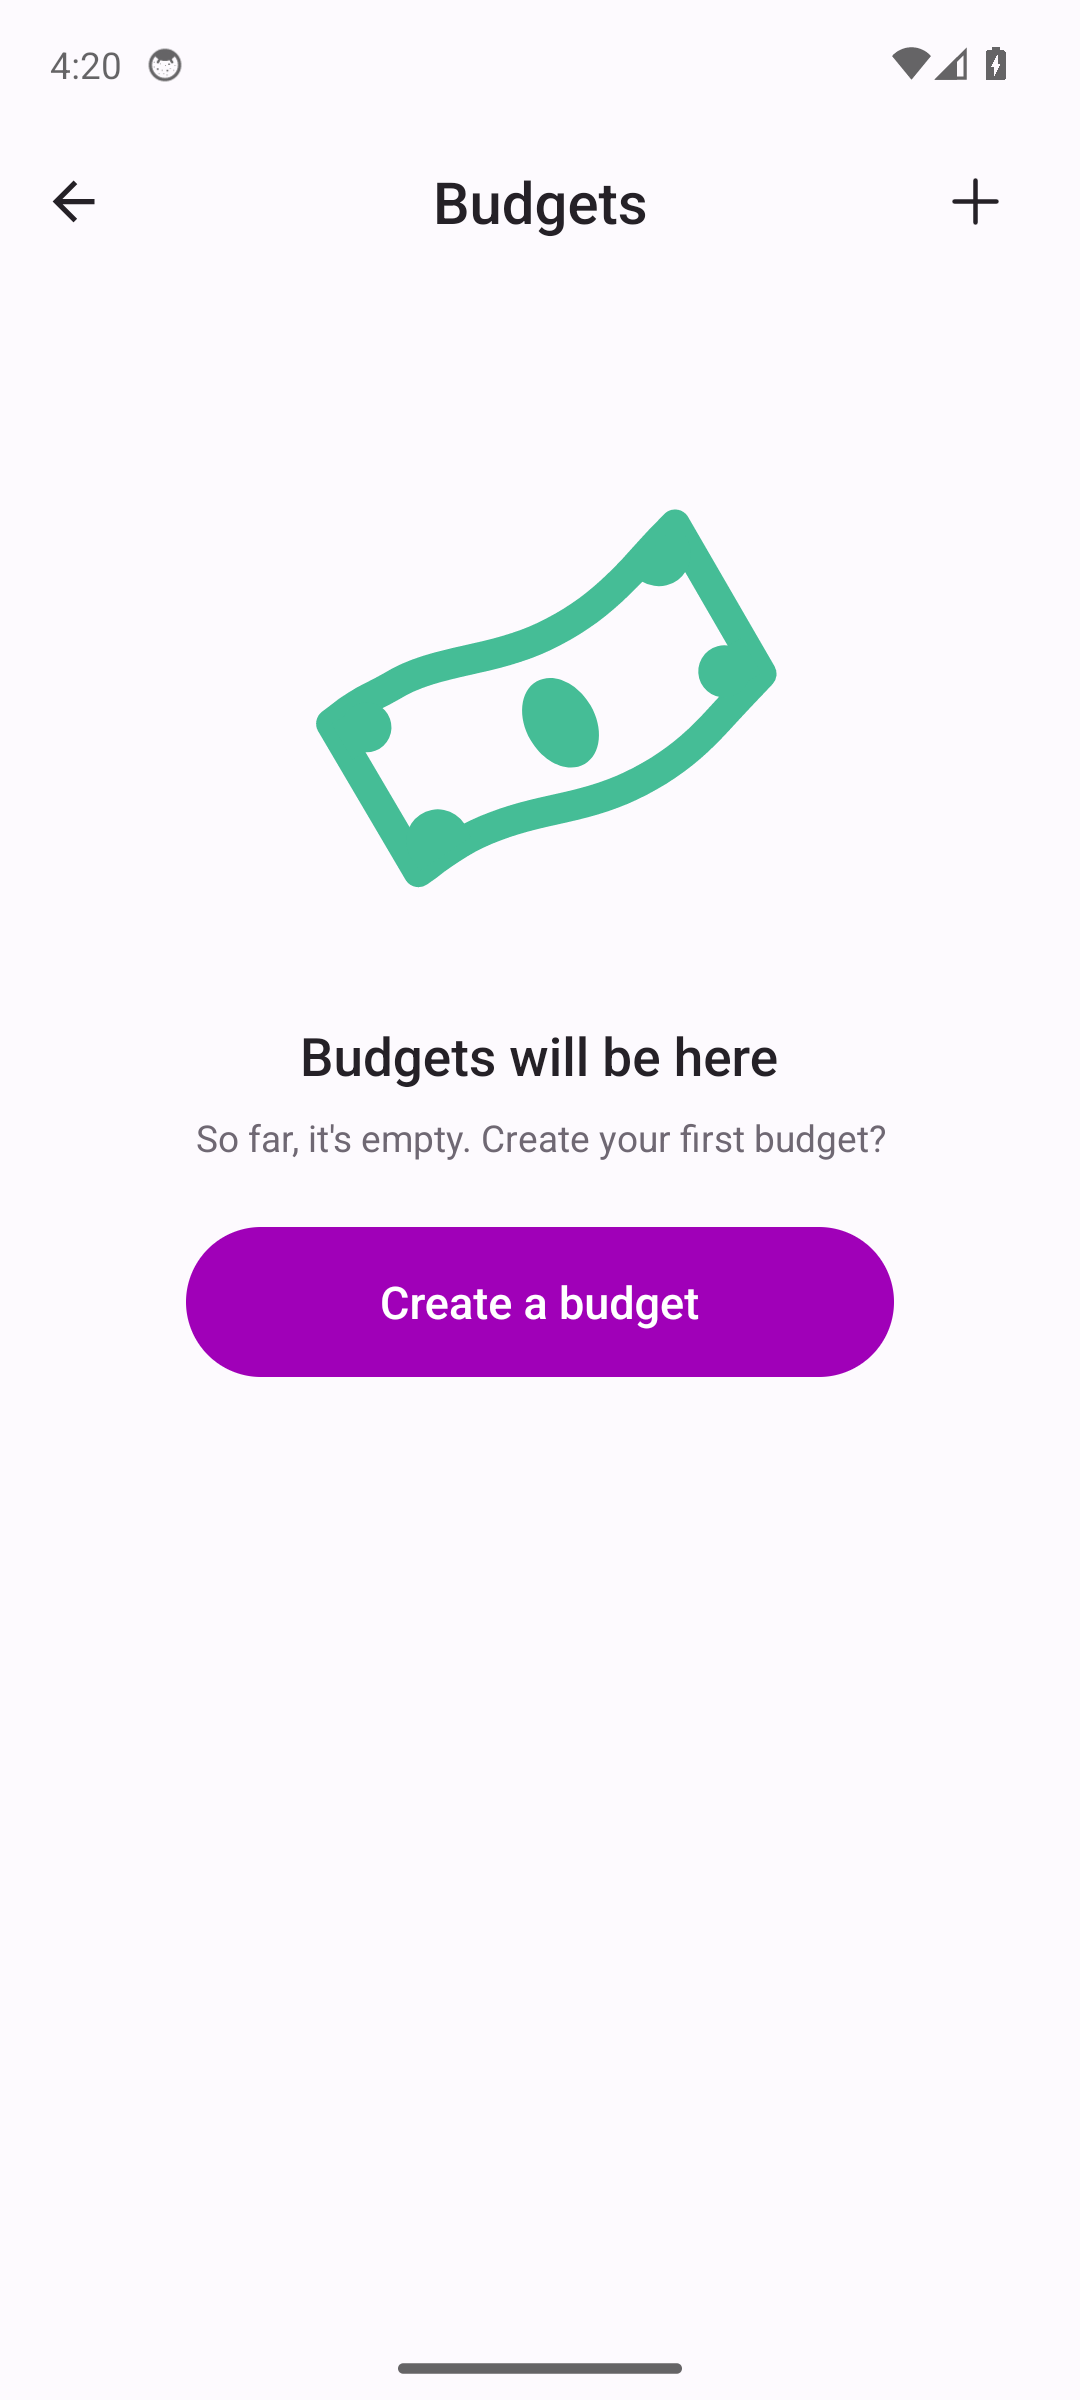 4:20
Budgets
Budgets will be here
So far, it's empty. Create your first budget?
Create a budget